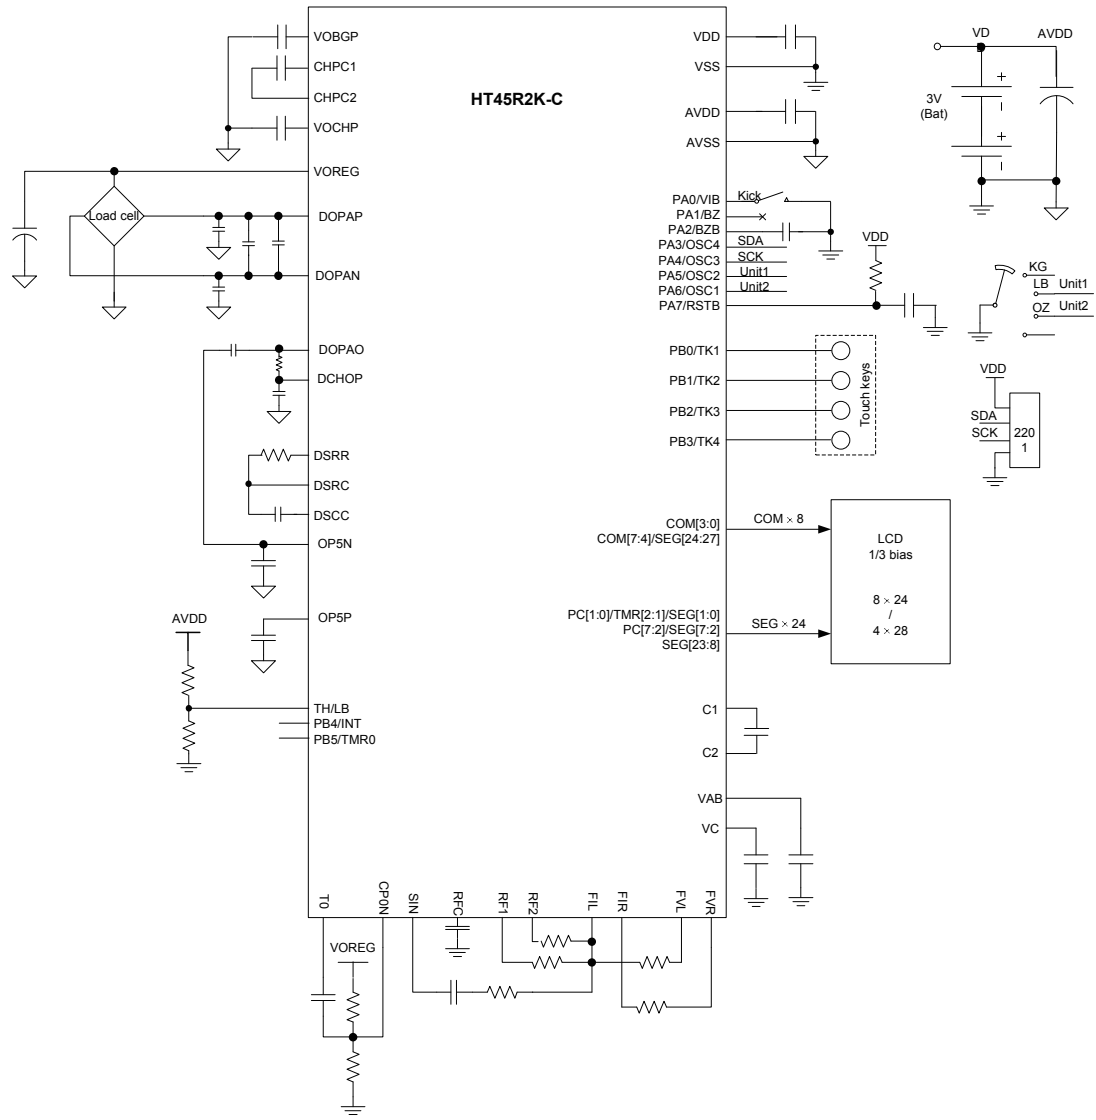 HT45R2K-C
VOBGP
CHPC1
CHPC2
VOCHP
VOREG
DOPAP
Load cell
DOPAN
DOPAO
DCHOP
DSRR
DSRC
DSCC
OP5N
OP5P
AVDD
TH/LB
PB4/INT
PB5/TMR0
VDD
VSS
AVDD
AVSS
PA0/VIB
Kick
PA1/BZ
PA2/BZB
PA3/OSC4
SDA
PA4/OSC3
SCK
PA5/OSC2
Unit1
PA6/OSC1
Unit2
PA7/RSTB
VDD
PB0/TK1
PB1/TK2
PB2/TK3
PB3/TK4
Touch keys
COM[3:0]
COM[7:4]/SEG[24:27]
COM × 8
PC[1:0]/TMR[2:1]/SEG[1:0]
PC[7:2]/SEG[7:2]
SEG[23:8]
SEG × 24
LCD
1/3 bias
8 × 24
/
4 × 28
C1
C2
VAB
VC
VD
AVDD
3V
(Bat)
+
+
KG
LB
Unit1
OZ
Unit2
VDD
SDA
SCK
220
1
T0
CP0N
SIN
RFC
RF1
RF2
FIL
FIR
FVL
FVR
VOREG